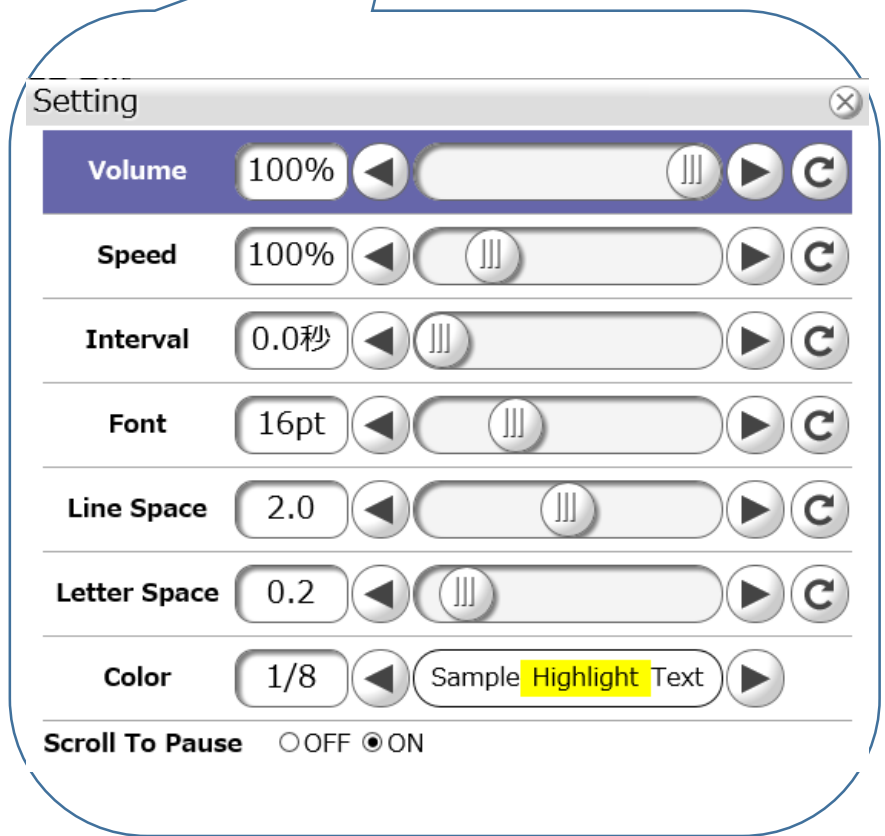 Setting
Volume 100%
Speed 100%
Interval 0.0秒
Font 16pt
Line Space 2.0
Letter Space 0.2
Color 1/8 Sample Highlight Text
Scroll To Pause OFF ON